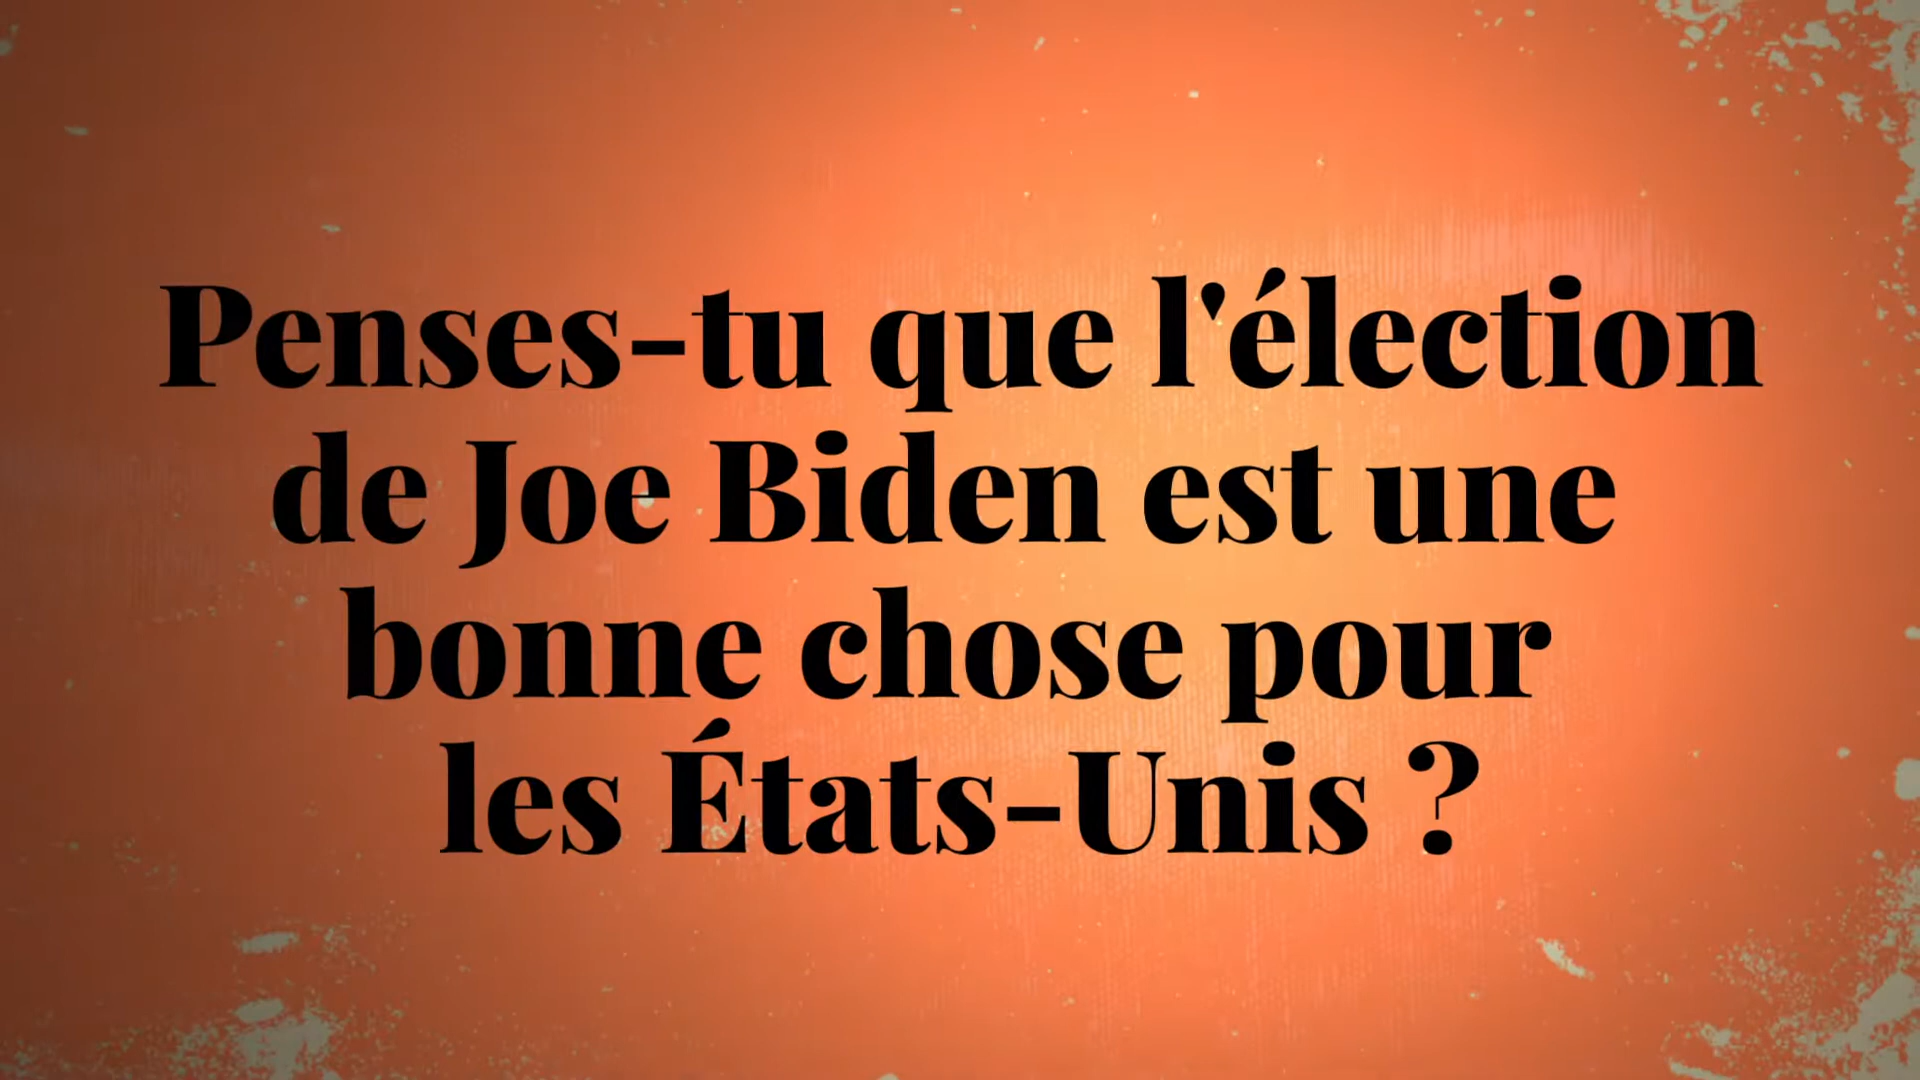 Penses-tu que l'élection
de Joe Biden est une
bonne chose pour
les États-Unis ?